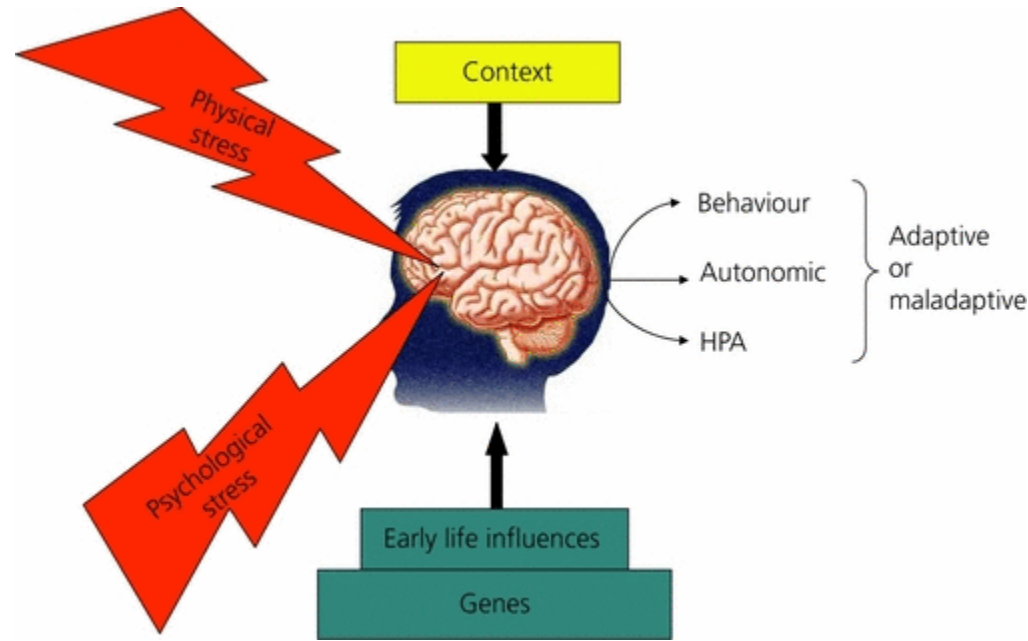 Context
Physical
stress
Behaviour
Autonomic
HPA
Adaptive
or
maladaptive
Psychological
stress
Early life influences
Genes